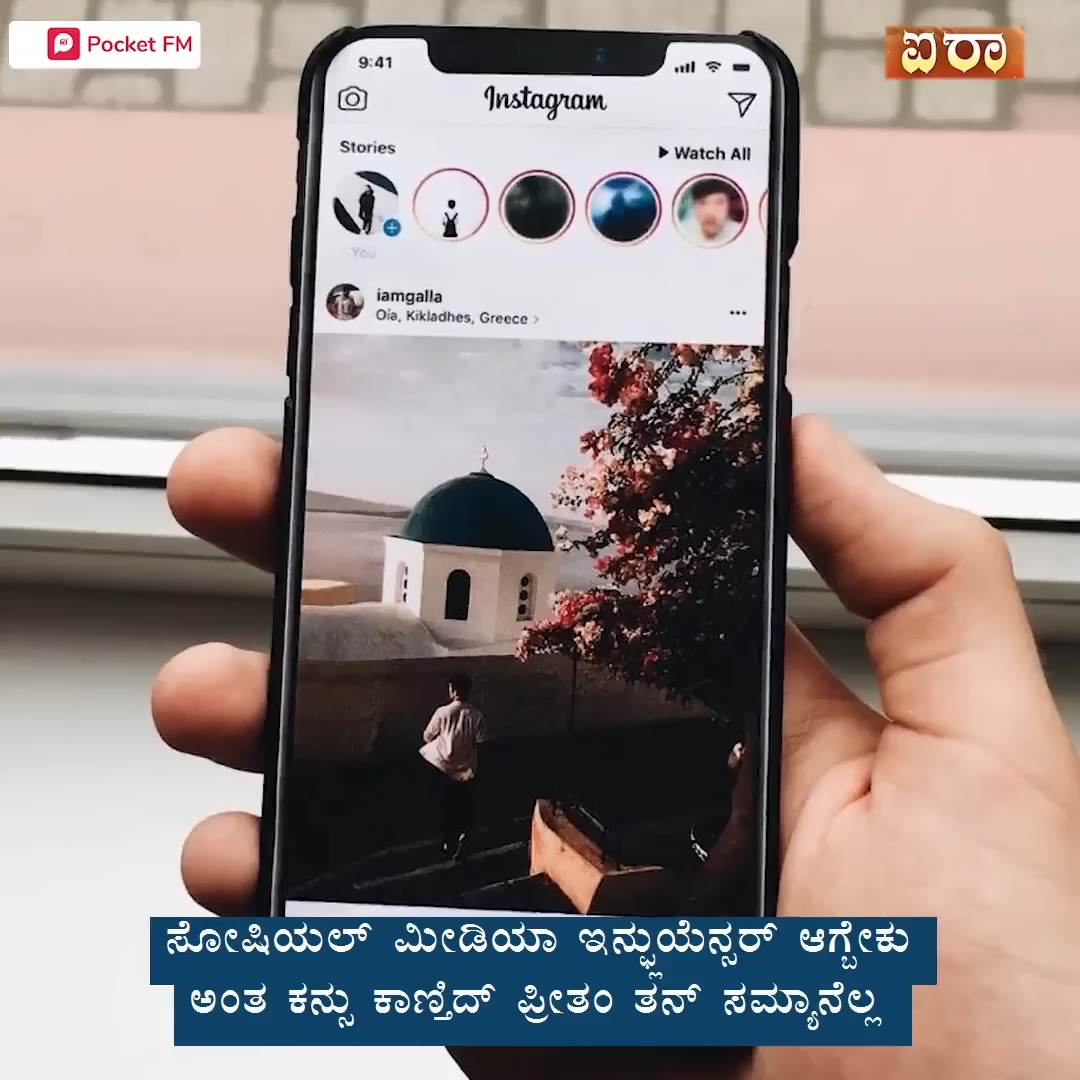 Pocket FM
ಐರಾ
9:41
Instagram
Stories
Watch All
You
iamgalla
Oía, Kikladhes, Greece
ಸೋಷಿಯಲ್ ಮೀಡಿಯಾ ಇನ್ಫ್ಲುಯೆನ್ಸರ್ ಆಗ್ಬೇಕು
ಅಂತ ಕನ್ಸು ಕಾಣ್ತಿದ್ ಪ್ರೀತಂ ತನ್ ಸಮ್ಯಾನೆಲ್ಲ